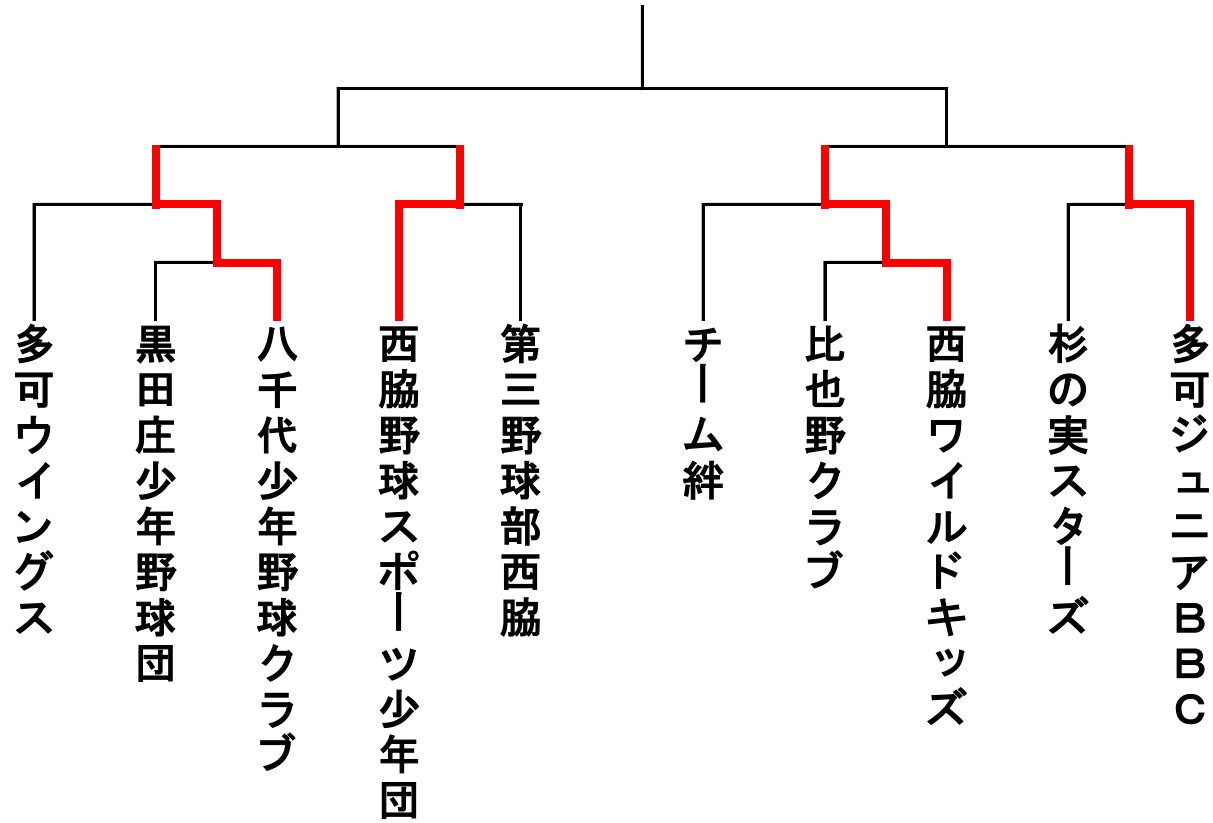 多可ウイングス
黒田庄少年野球団
八千代少年野球クラブ
西脇野球スポーツ少年団
第三野球部西脇
チーム絆
比也野クラブ
西脇ワイルドキッズ
杉の実スターズ
多可ジュニアＢＢＣ